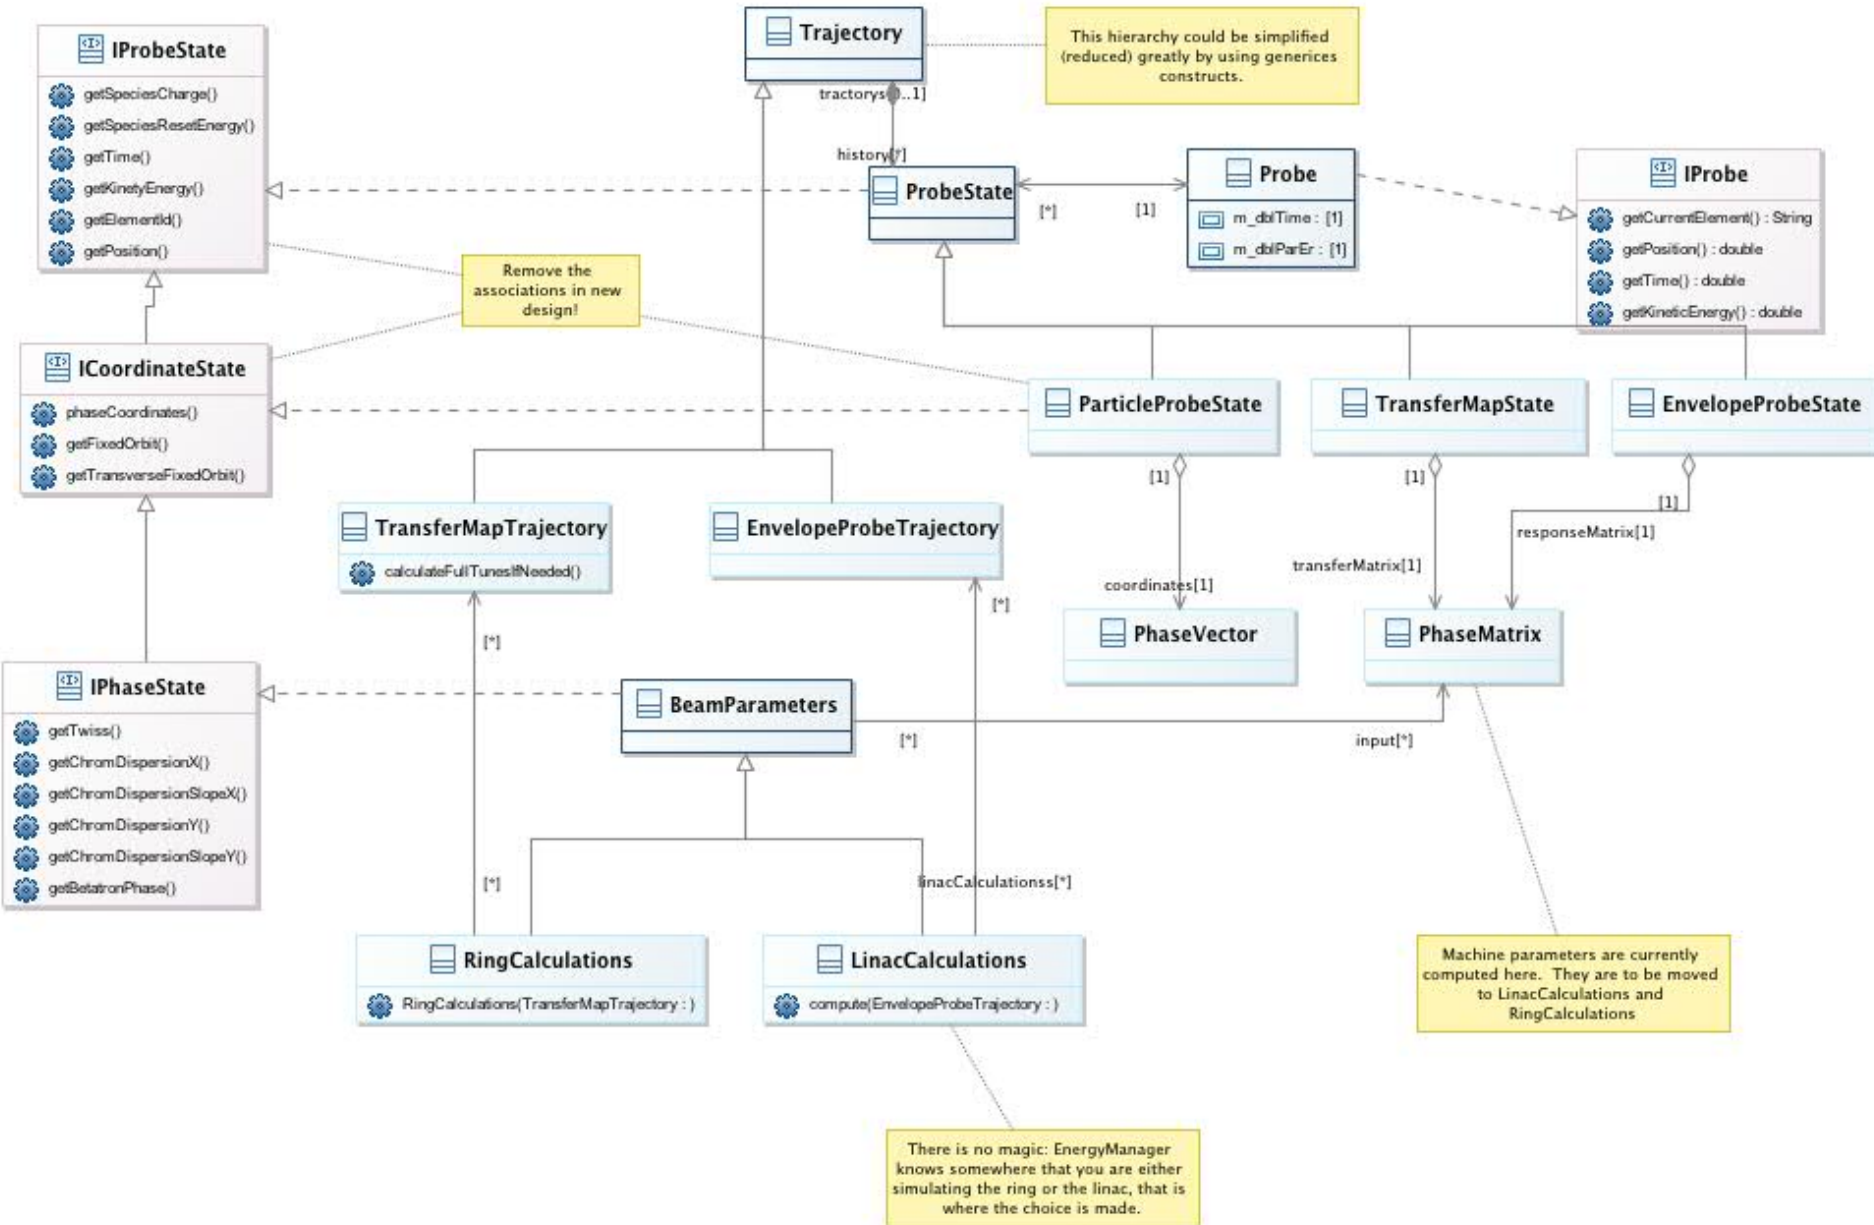 IProbeState
getSpeciesCharge()
getSpeciesResetEnergy()
getTime()
getKinetyEnergy()
getElementId()
getPosition()
Trajectory
This hierarchy could be simplified
(reduced) greatly by using generices
constructs.
tractorys[0..1]
history[*]
ProbeState
[*]
[1]
Probe
m_dblTime : [1]
m_dblParEr : [1]
IProbe
getCurrentElement() : String
getPosition() : double
getTime() : double
getKineticEnergy() : double
Remove the
associations in new
design!
ICoordinateState
phaseCoordinates()
getFixedOrbit()
getTransverseFixedOrbit()
ParticleProbeState
TransferMapState
EnvelopeProbeState
[1]
[1]
[1]
responseMatrix[1]
transferMatrix[1]
coordinates[1]
TransferMapTrajectory
calculateFullTunesIfNeeded()
EnvelopeProbeTrajectory
[*]
[*]
PhaseVector
PhaseMatrix
IPhaseState
getTwiss()
getChromDispersionX()
getChromDispersionSlopeX()
getChromDispersionY()
getChromDispersionSlopeY()
getBetatronPhase()
BeamParameters
[*]
input[*]
[*]
linacCalculationss[*]
RingCalculations
RingCalculations(TransferMapTrajectory : )
LinacCalculations
compute(EnvelopeProbeTrajectory : )
Machine parameters are currently
computed here. They are to be moved
to LinacCalculations and
RingCalculations
There is no magic: EnergyManager
knows somewhere that you are either
simulating the ring or the linac, that is
where the choice is made.